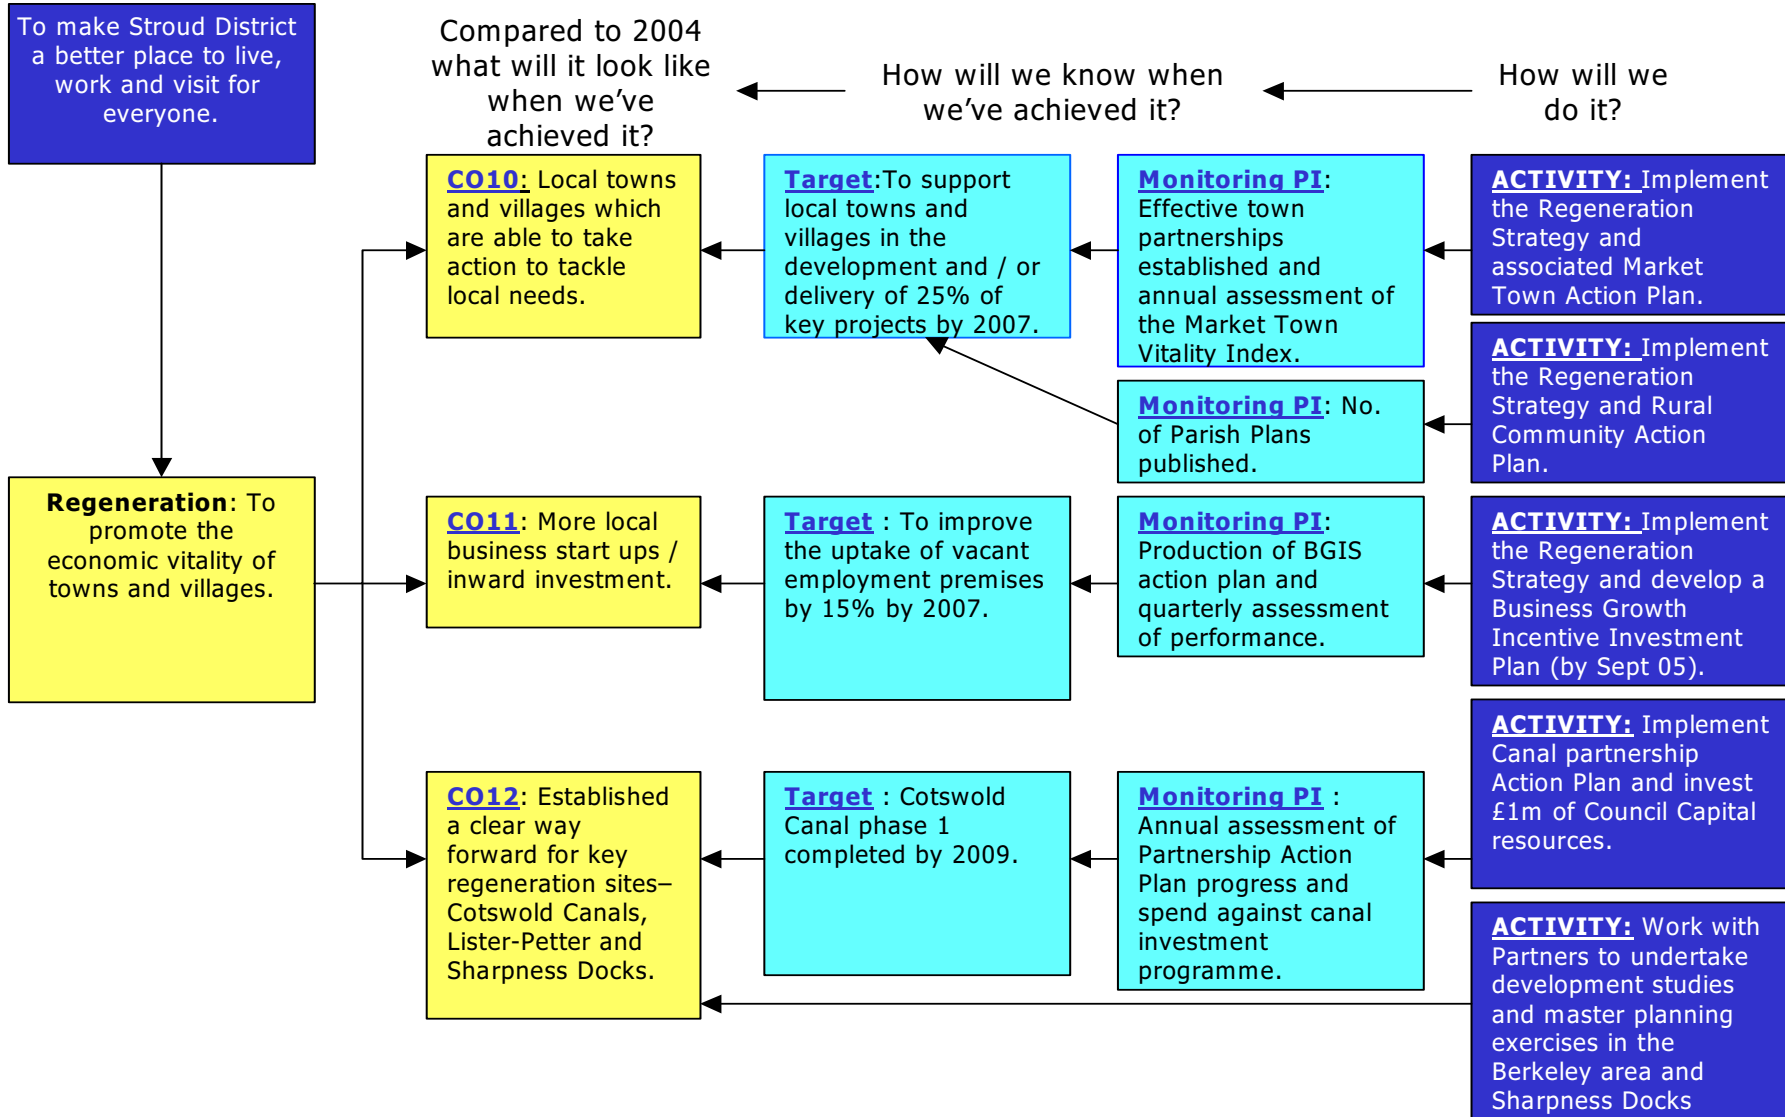 To make Stroud District
a better place to live,
work and visit for
everyone.
Compared to 2004
what will it look like
when we’ve
achieved it?
How will we know when
we’ve achieved it?
How will we
do it?
CO10: Local towns
and villages which
are able to take
action to tackle
local needs.
Target:To support
local towns and
villages in the
development and / or
delivery of 25% of
key projects by 2007.
Monitoring PI:
Effective town
partnerships
established and
annual assessment of
the Market Town
Vitality Index.
ACTIVITY: Implement
the Regeneration
Strategy and
associated Market
Town Action Plan.
Monitoring PI: No.
of Parish Plans
published.
ACTIVITY: Implement
the Regeneration
Strategy and Rural
Community Action
Plan.
Regeneration: To
promote the
economic vitality of
towns and villages.
CO11: More local
business start ups /
inward investment.
Target : To improve
the uptake of vacant
employment premises
by 15% by 2007.
Monitoring PI:
Production of BGIS
action plan and
quarterly assessment
of performance.
ACTIVITY: Implement
the Regeneration
Strategy and develop a
Business Growth
Incentive Investment
Plan (by Sept 05).
CO12: Established
a clear way
forward for key
regeneration sites–
Cotswold Canals,
Lister-Petter and
Sharpness Docks.
Target : Cotswold
Canal phase 1
completed by 2009.
Monitoring PI :
Annual assessment of
Partnership Action
Plan progress and
spend against canal
investment
programme.
ACTIVITY: Implement
Canal partnership
Action Plan and invest
£1m of Council Capital
resources.
ACTIVITY: Work with
Partners to undertake
development studies
and master planning
exercises in the
Berkeley area and
Sharpness Docks